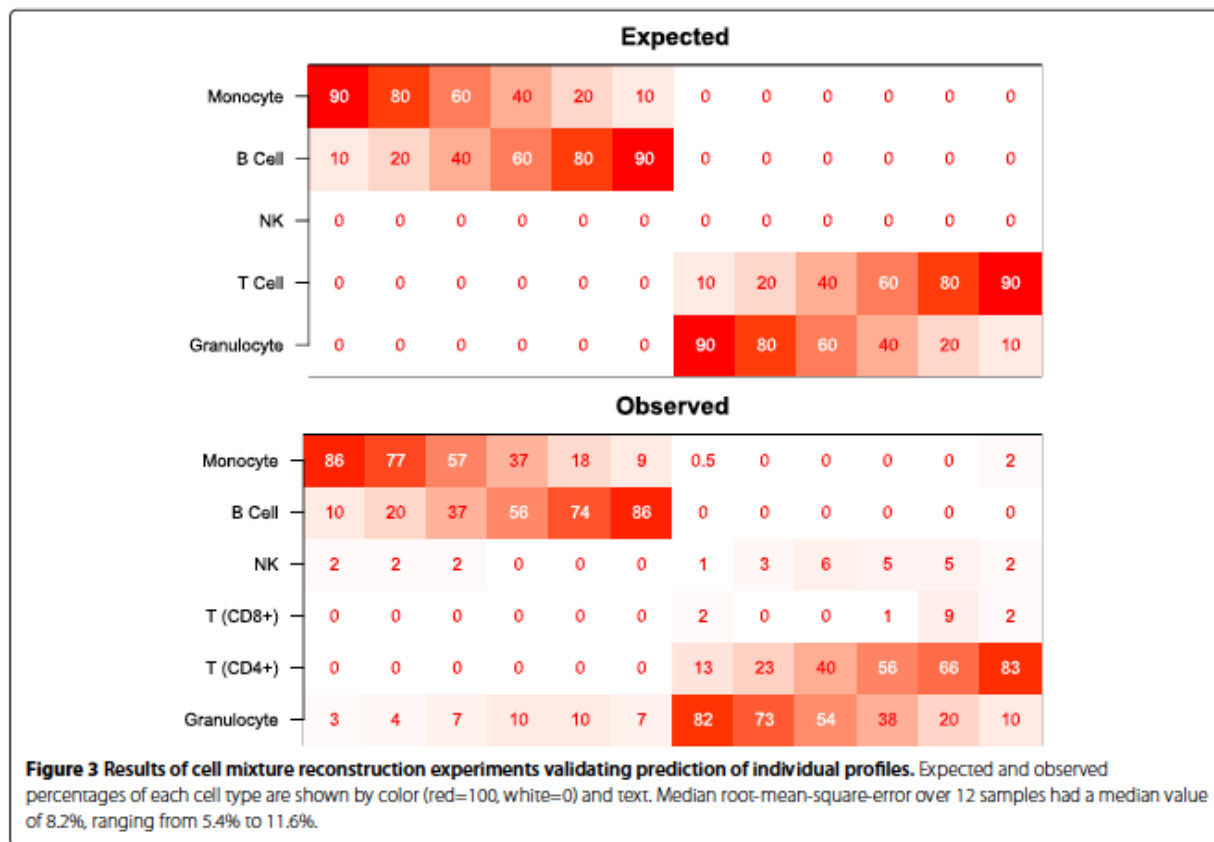 Expected
Monocyte 90 80 60 40 20 10 0 0 0 0 0 0
B Cell 10 20 40 60 80 90 0 0 0 0 0 0
NK 0 0 0 0 0 0 0 0 0 0 0 0
T Cell 0 0 0 0 0 0 10 20 40 60 80 90
Granulocyte 0 0 0 0 0 0 90 80 60 40 20 10
Observed
Monocyte 86 77 57 37 18 9 0.5 0 0 0 0 2
B Cell 10 20 37 56 74 86 0 0 0 0 0 0
NK 2 2 2 0 0 0 1 3 6 5 5 2
T (CD8+) 0 0 0 0 0 0 2 0 0 1 9 2
T (CD4+) 0 0 0 0 0 0 13 23 40 56 66 83
Granulocyte 3 4 7 10 10 7 82 73 54 38 20 10
Figure 3 Results of cell mixture reconstruction experiments validating prediction of individual profiles. Expected and observed
percentages of each cell type are shown by color (red=100, white=0) and text. Median root-mean-square-error over 12 samples had a median value
of 8.2%, ranging from 5.4% to 11.6%.